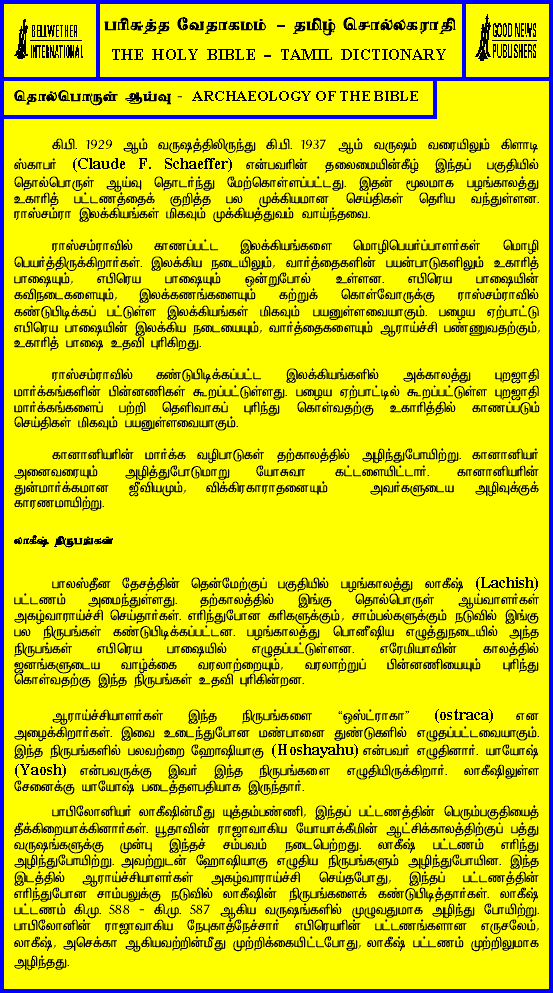 BELLWETHER
INTERNATIONAL
பரிசுத்த வேதாகமம் – தமிழ் சொல்லகராதி
THE HOLY BIBLE – TAMIL DICTIONARY
GOOD NEWS
PUBLISHERS
தொல்பொருள் ஆய்வு - ARCHAEOLOGY OF THE BIBLE
கி.பி. 1929 ஆம் வருஷத்திலிருந்து கி.பி. 1937 ஆம் வருஷம் வரையிலும் கிளாடி
ஸ்காபர் (Claude F. Schaeffer) என்பவரின் தலைமையின்கீழ் இந்தப் பகுதியில்
தொல்பொருள் ஆய்வு தொடர்ந்து மேற்கொள்ளப்பட்டது. இதன் மூலமாக பழங்காலத்து
உகாரித் பட்டணத்தைக் குறித்த பல முக்கியமான செய்திகள் தெரிய வந்துள்ளன.
ராஸ்சம்ரா இலக்கியங்கள் மிகவும் முக்கியத்துவம் வாய்ந்தவை.
ராஸ்சம்ராவில் காணப்பட்ட இலக்கியங்களை மொழிபெயர்ப்பாளர்கள் மொழி
பெயர்த்திருக்கிறார்கள். இலக்கிய நடையிலும், வார்த்தைகளின் பயன்பாடுகளிலும் உகாரித்
பாஷையும், எபிரெய பாஷையும் ஒன்றுபோல் உள்ளன. எபிரெய பாஷையின்
கவிநடைகளையும், இலக்கணங்களையும் கற்றுக் கொள்வோருக்கு ராஸ்சம்ராவில்
கண்டுபிடிக்கப் பட்டுள்ள இலக்கியங்கள் மிகவும் பயனுள்ளவையாகும். பழைய ஏற்பாட்டு
எபிரெய பாஷையின் இலக்கிய நடையையும், வார்த்தைகளையும் ஆராய்ச்சி பண்ணுவதற்கும்,
உகாரித் பாஷை உதவி புரிகிறது.
ராஸ்சம்ராவில் கண்டுபிடிக்கப்பட்ட இலக்கியங்களில் அக்காலத்து புறஜாதி
மார்க்கங்களின் பின்னணிகள் கூறப்பட்டுள்ளது. பழைய ஏற்பாட்டில் கூறப்பட்டுள்ள புறஜாதி
மார்க்கங்களைப் பற்றி தெளிவாகப் புரிந்து கொள்வதற்கு உகாரித்தில் காணப்படும்
செய்திகள் மிகவும் பயனுள்ளவையாகும்.
கானானியரின் மார்க்க வழிபாடுகள் தற்காலத்தில் அழிந்துபோயிற்று. கானானியர்
அனைவரையும் அழித்துபோடுமாறு யோசுவா கட்டளையிட்டார். கானானியரின்
துன்மார்க்கமான ஜீவியமும், விக்கிரகாராதனையும் அவர்களுடைய அழிவுக்குக்
காரணமாயிற்று.
லாகீஷ் நிருபங்கள்
பாலஸ்தீன தேசத்தின் தென்மேற்குப் பகுதியில் பழங்காலத்து லாகீஷ் (Lachish)
பட்டணம் அமைந்துள்ளது. தற்காலத்தில் இங்கு தொல்பொருள் ஆய்வாளர்கள்
அகழ்வாராய்ச்சி செய்தார்கள். எரிந்துபோன கரிகளுக்கும், சாம்பல்களுக்கும் நடுவில் இங்கு
பல நிருபங்கள் கண்டுபிடிக்கப்பட்டன. பழங்காலத்து பொனீஷிய எழுத்துநடையில் அந்த
நிருபங்கள் எபிரெய பாஷையில் எழுதப்பட்டுள்ளன. எரேமியாவின் காலத்தில்
ஜனங்களுடைய வாழ்க்கை வரலாற்றையும், வரலாற்றுப் பின்னணியையும் புரிந்து
கொள்வதற்கு இந்த நிருபங்கள் உதவி புரிகின்றன.
ஆராய்ச்சியாளர்கள் இந்த நிருபங்களை “ஒஸ்ட்ராகா” (ostraca) என
அழைக்கிறார்கள். இவை உடைந்துபோன மண்பானை துண்டுகளில் எழுதப்பட்டவையாகும்.
இந்த நிருபங்களில் பலவற்றை ஹோஷியாகு (Hoshayahu) என்பவர் எழுதினார். யாயோஷ்
(Yaosh) என்பவருக்கு இவர் இந்த நிருபங்களை எழுதியிருக்கிறார். லாகீஷிலுள்ள
சேனைக்கு யாயோஷ் படைத்தளபதியாக இருந்தார்.
பாபிலோனியர் லாகீஷின்மீது யுத்தம்பண்ணி, இந்தப் பட்டணத்தின் பெரும்பகுதியைத்
தீக்கிறையாக்கினார்கள். யூதாவின் ராஜாவாகிய யோயாக்கீமின் ஆட்சிக்காலத்திற்குப் பத்து
வருஷங்களுக்கு முன்பு இந்தச் சம்பவம் நடைபெற்றது. லாகீஷ் பட்டணம் எரிந்து
அழிந்துபோயிற்று. அவற்றுடன் ஹோஷியாகு எழுதிய நிருபங்களும் அழிந்துபோயின. இந்த
இடத்தில் ஆராய்ச்சியாளர்கள் அகழ்வாராய்ச்சி செய்தபோது, இந்தப் பட்டணத்தின்
எரிந்துபோன சாம்பலுக்கு நடுவில் லாகீஷின் நிருபங்களைக் கண்டுபிடித்தார்கள். லாகீஷ்
பட்டணம் கி.மு. 588 - கி.மு. 587 ஆகிய வருஷங்களில் முழுவதுமாக அழிந்து போயிற்று.
பாபிலோனின் ராஜாவாகிய நேபுகாத்நேச்சார் எபிரெயரின் பட்டணங்களான எருசலேம்,
லாகீஷ், அசெக்கா ஆகியவற்றின்மீது முற்றிக்கையிட்டபோது, லாகீஷ் பட்டணம் முற்றிலுமாக
அழிந்தது.